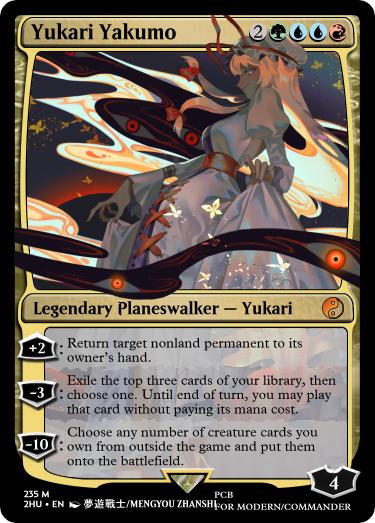 Yukari Yakumo 2
Legendary Planeswalker — Yukari
+2: Return target nonland permanent to its
owner's hand.
-3: Exile the top three cards of your library, then
choose one. Until end of turn, you may play
that card without paying its mana cost.
-10: Choose any number of creature cards you
own from outside the game and put them
onto the battlefield.
4
235 M
2HU • EN 夢遊戰士/MENGYOU ZHANSHI
PCB
FOR MODERN/COMMANDER